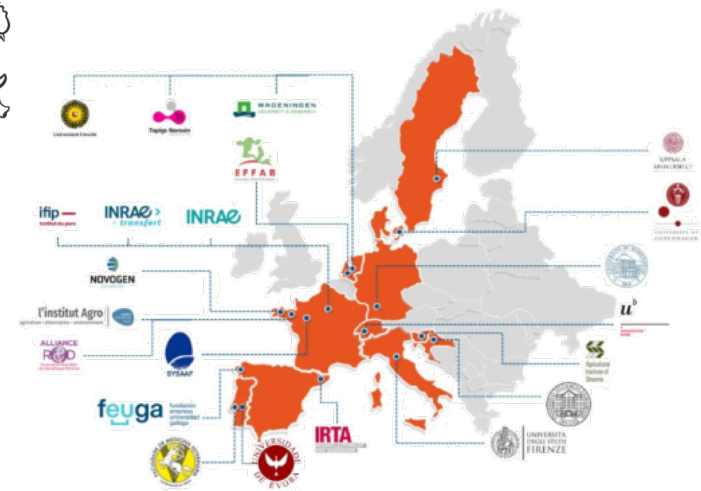 Universiteit Utrecht
Topigs Norsvin
WAGENINGEN
UNIVERSITY & RESEARCH
EFFAB
UPPSALA
UNIVERSITET
UNIVERSITY OF
COPENHAGEN
ifip
institut du porc
INRAE
transfert
INRAE
NOVOGEN
l'institut Agro
agriculture • alimentation • environnement
ALLIANCE
R&D
SYSAAF
u b
Agricultural
Institute of
Slovenia
feuga
fundación
empresa
universidad
gallega
IRTA
UNIVERSIDADE
DE ÉVORA
UNIVERSITÀ
DEGLI STUDI
FIRENZE